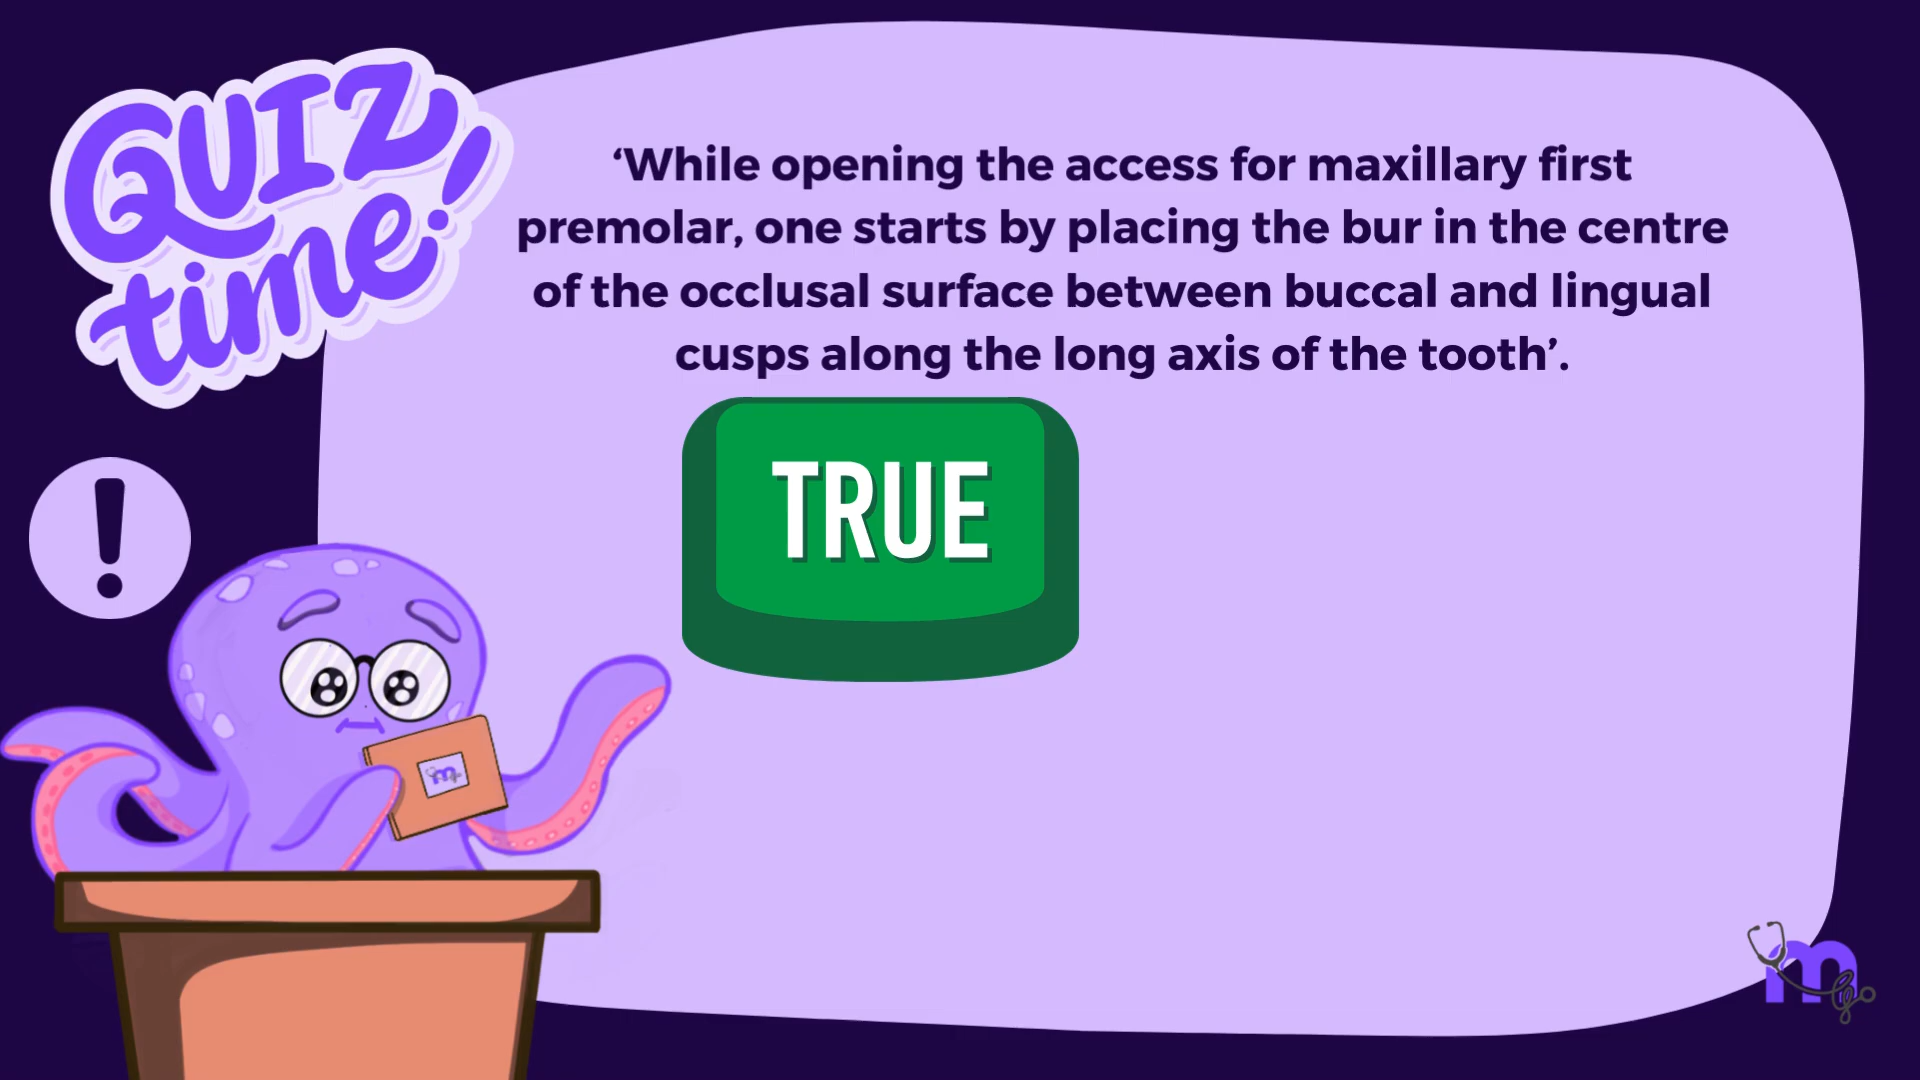 QUIZ
time!
‘While opening the access for maxillary first
premolar, one starts by placing the bur in the centre
of the occlusal surface between buccal and lingual
cusps along the long axis of the tooth’.
!
TRUE
m
m go